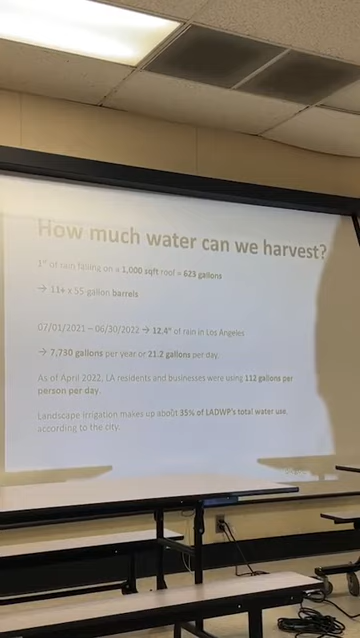 How much water can we harvest?
1" of rain falling on a 1,000 sqft roof = 623 gallons
→ 11+ x 55-gallon barrels
07/01/2021 – 06/30/2022 → 12.4" of rain in Los Angeles
→ 7,730 gallons per year or 21.2 gallons per day.
As of April 2022, LA residents and businesses were using 112 gallons per
person per day.
Landscape irrigation makes up about 35% of LADWP's total water use,
according to the city.